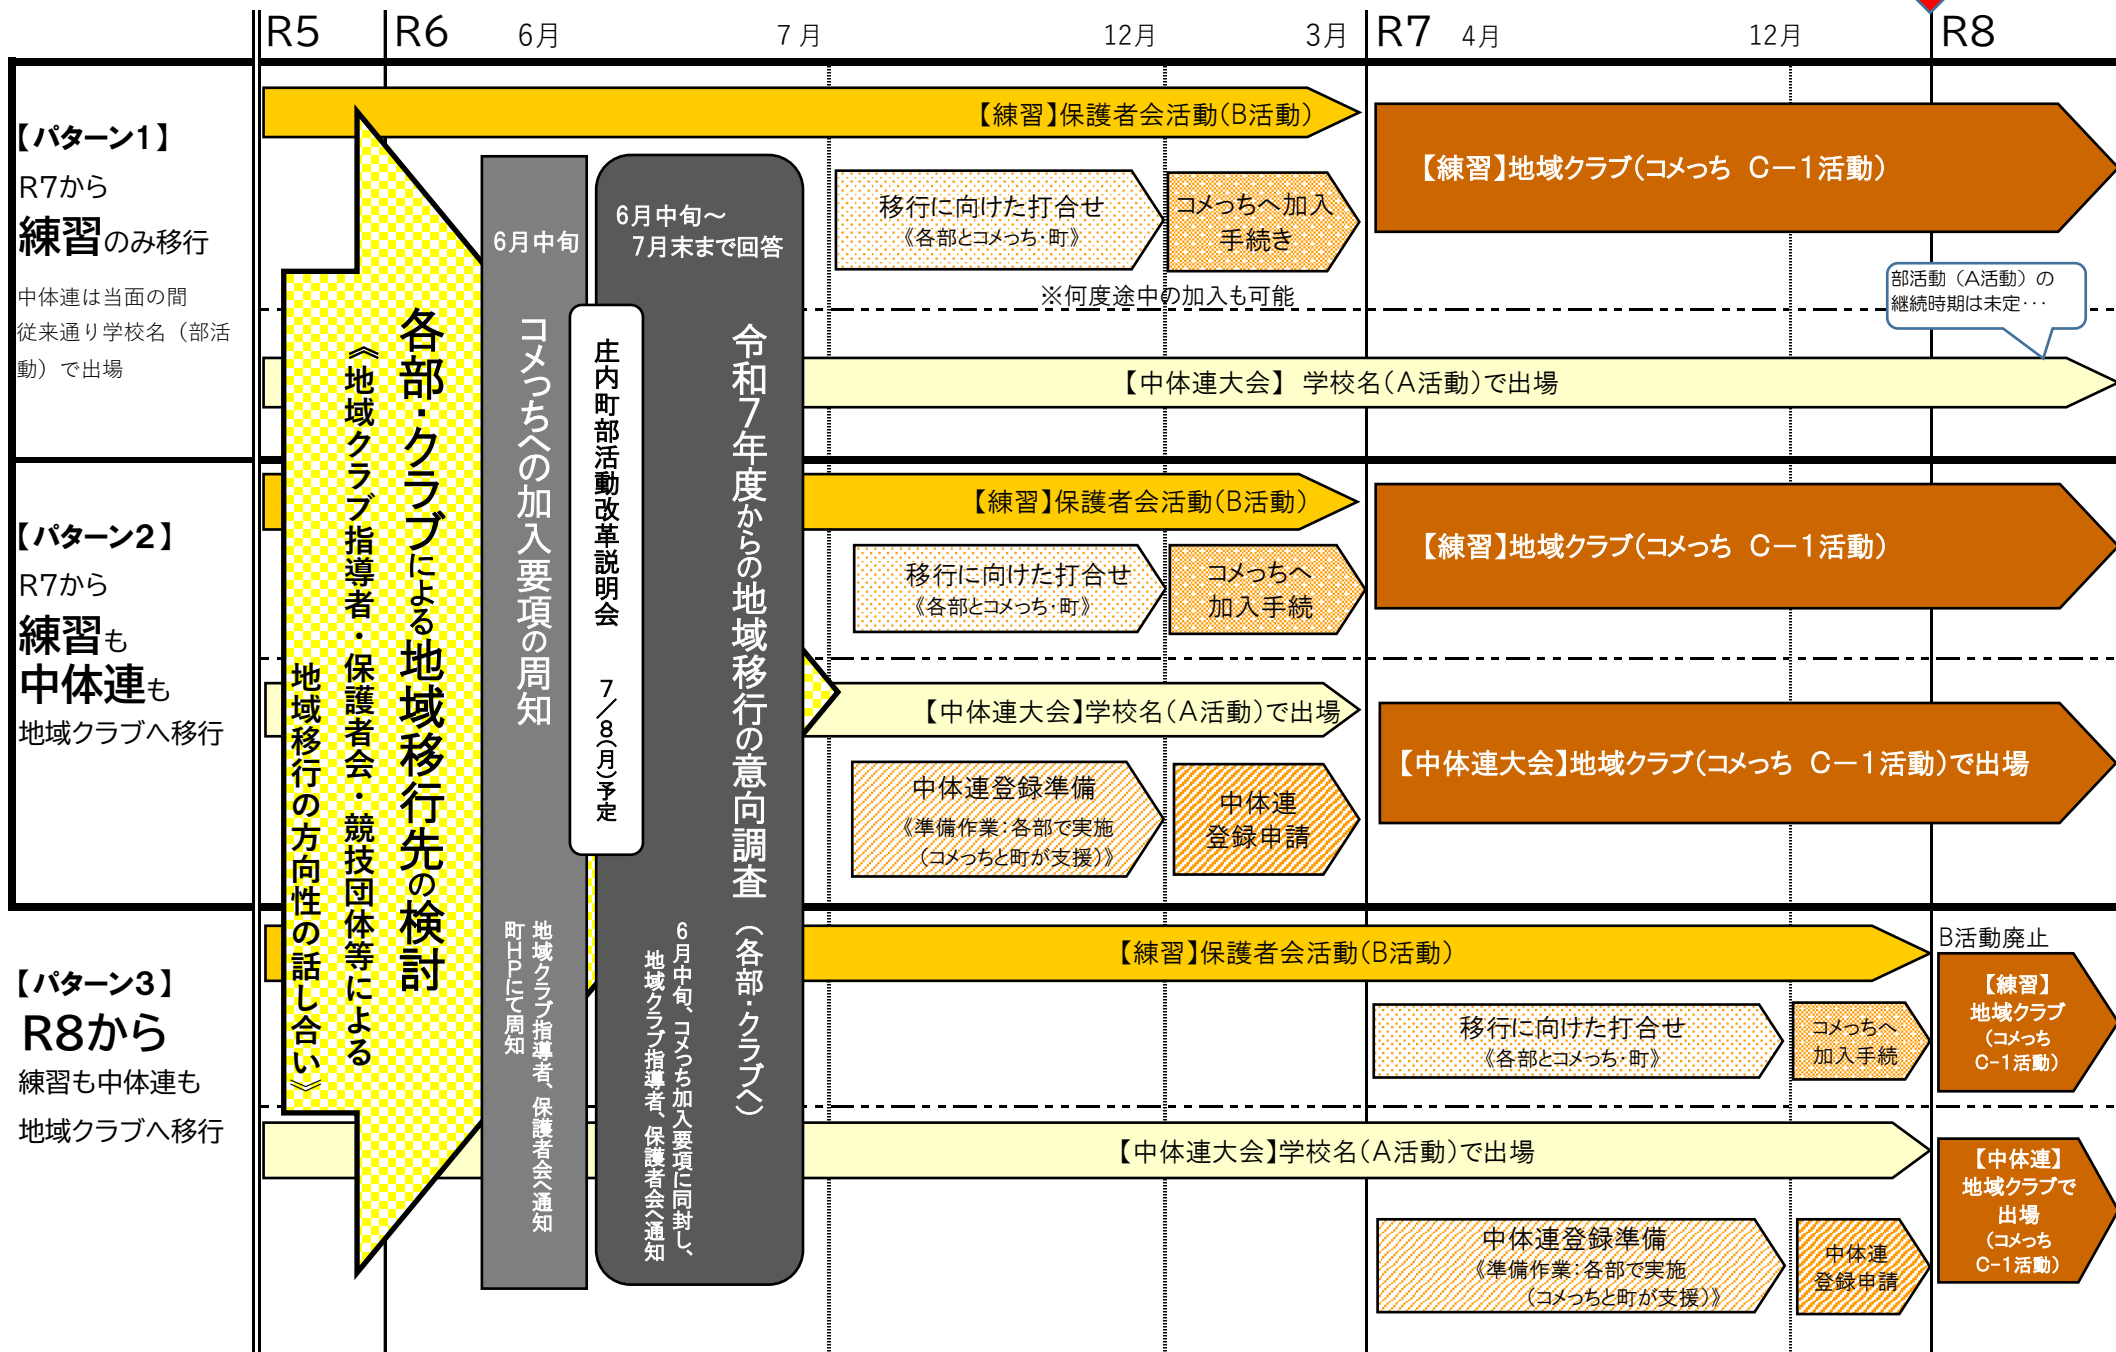 R5
R6
6月
7月
12月
3月
R7
4月
12月
R8
【パターン1】
R7から
練習のみ移行
中体連は当面の間
従来通り学校名（部活
動）で出場
【練習】保護者会活動(B活動)
移行に向けた打合せ
《各部とコメっち・町》
コメっちへ加入
手続き
※何度途中の加入も可能
【練習】地域クラブ(コメっち C－1活動)
部活動（A活動）の
継続時期は未定･･･
【中体連大会】 学校名(A活動)で出場
各部・クラブによる地域移行先の検討
《地域クラブ指導者・保護者会・競技団体等による
地域移行の方向性の話し合い》
6月中旬
コメっちへの加入要項の周知
地域クラブ指導者、保護者会へ通知
町HPにて周知
庄内町部活動改革説明会 7/8(月)予定
6月中旬～
7月末まで回答
令和7年度からの地域移行の意向調査（各部・クラブへ）
6月中旬、コメっち加入要項に同封し、
地域クラブ指導者、保護者会へ通知
【パターン2】
R7から
練習も
中体連も
地域クラブへ移行
【練習】保護者会活動(B活動)
移行に向けた打合せ
《各部とコメっち・町》
コメっちへ
加入手続
【練習】地域クラブ(コメっち C－1活動)
【中体連大会】学校名(A活動)で出場
中体連登録準備
《準備作業：各部で実施
(コメっちと町が支援)》
中体連
登録申請
【中体連大会】地域クラブ(コメっち C－1活動)で出場
【パターン3】
R8から
練習も中体連も
地域クラブへ移行
【練習】保護者会活動(B活動)
移行に向けた打合せ
《各部とコメっち・町》
コメっちへ
加入手続
B活動廃止
【練習】
地域クラブ
(コメっち
C-1活動)
【中体連大会】学校名(A活動)で出場
中体連登録準備
《準備作業：各部で実施
(コメっちと町が支援)》
中体連
登録申請
【中体連】
地域クラブで
出場
(コメっち
C-1活動)